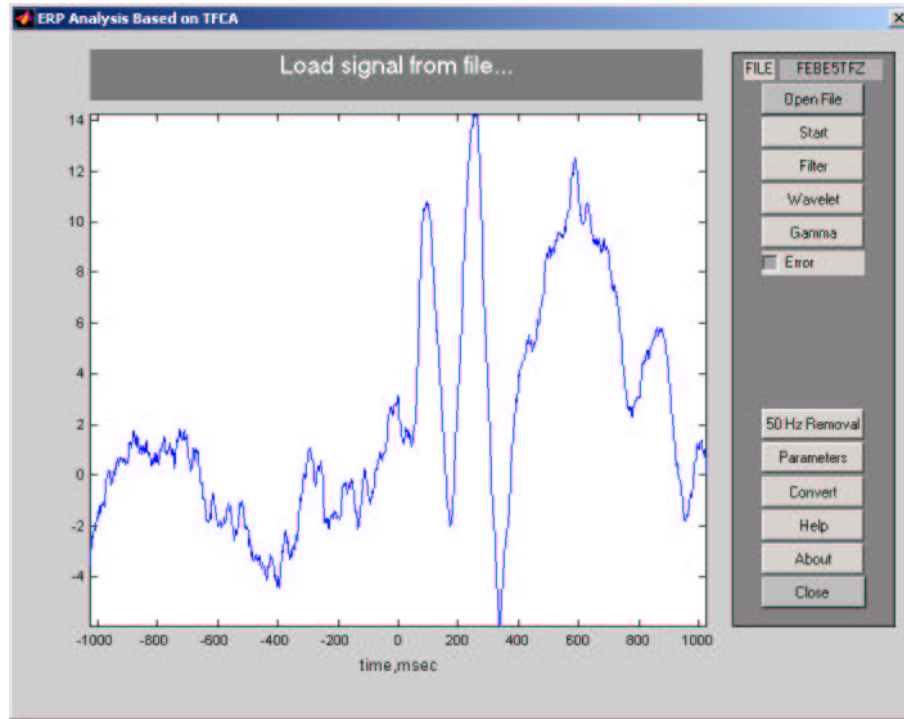 ERP Analysis Based on TFCA
Load signal from file...
FILE FEBE5TFZ
Open File
Start
Filter
Wavelet
Gamma
Error
50 Hz Removal
Parameters
Convert
Help
About
Close
14
12
10
8
6
4
2
0
-2
-4
-1000 -800 -600 -400 -200 0 200 400 600 800 1000
time,msec